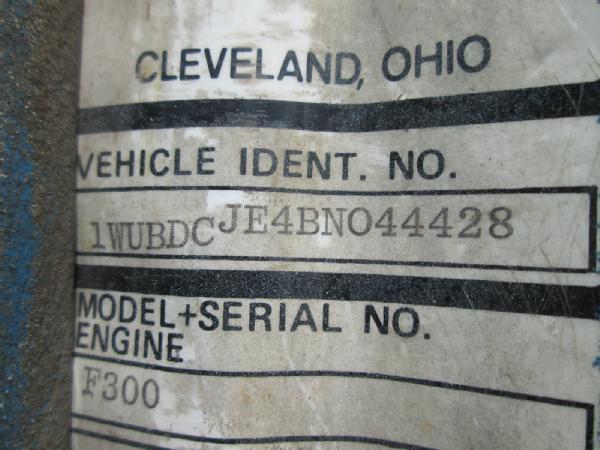 CLEVELAND, OHIO
VEHICLE IDENT. NO.
1WUBDCJE4BN044428
MODEL+SERIAL NO.
ENGINE
F300